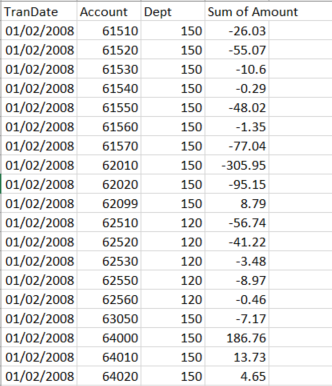 TranDate Account Dept Sum of Amount
01/02/2008 61510 150 -26.03
01/02/2008 61520 150 -55.07
01/02/2008 61530 150 -10.6
01/02/2008 61540 150 -0.29
01/02/2008 61550 150 -48.02
01/02/2008 61560 150 -1.35
01/02/2008 61570 150 -77.04
01/02/2008 62010 150 -305.95
01/02/2008 62020 150 -95.15
01/02/2008 62099 150 8.79
01/02/2008 62510 120 -56.74
01/02/2008 62520 120 -41.22
01/02/2008 62530 120 -3.48
01/02/2008 62550 120 -8.97
01/02/2008 62560 120 -0.46
01/02/2008 63050 150 -7.17
01/02/2008 64000 150 186.76
01/02/2008 64010 150 13.73
01/02/2008 64020 150 4.65